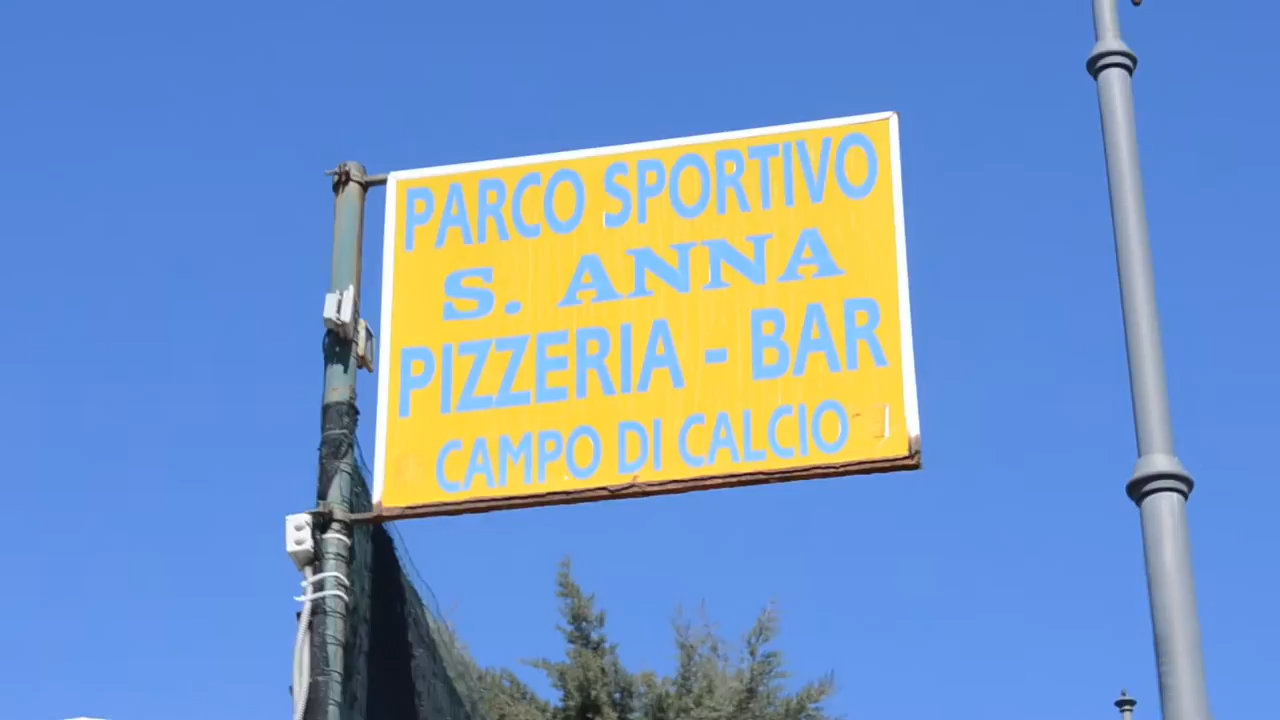 PARCO SPORTIVO
S. ANNA
PIZZERIA - BAR
CAMPO DI CALCIO